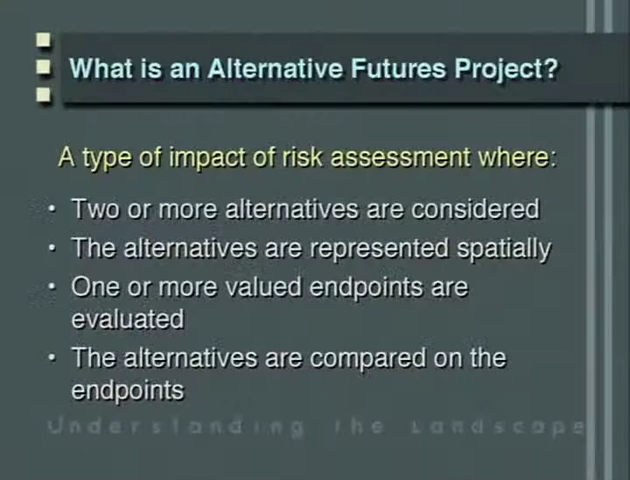 What is an Alternative Futures Project?
A type of impact of risk assessment where:
• Two or more alternatives are considered
• The alternatives are represented spatially
• One or more valued endpoints are
evaluated
• The alternatives are compared on the
endpoints
Understanding the Landscape